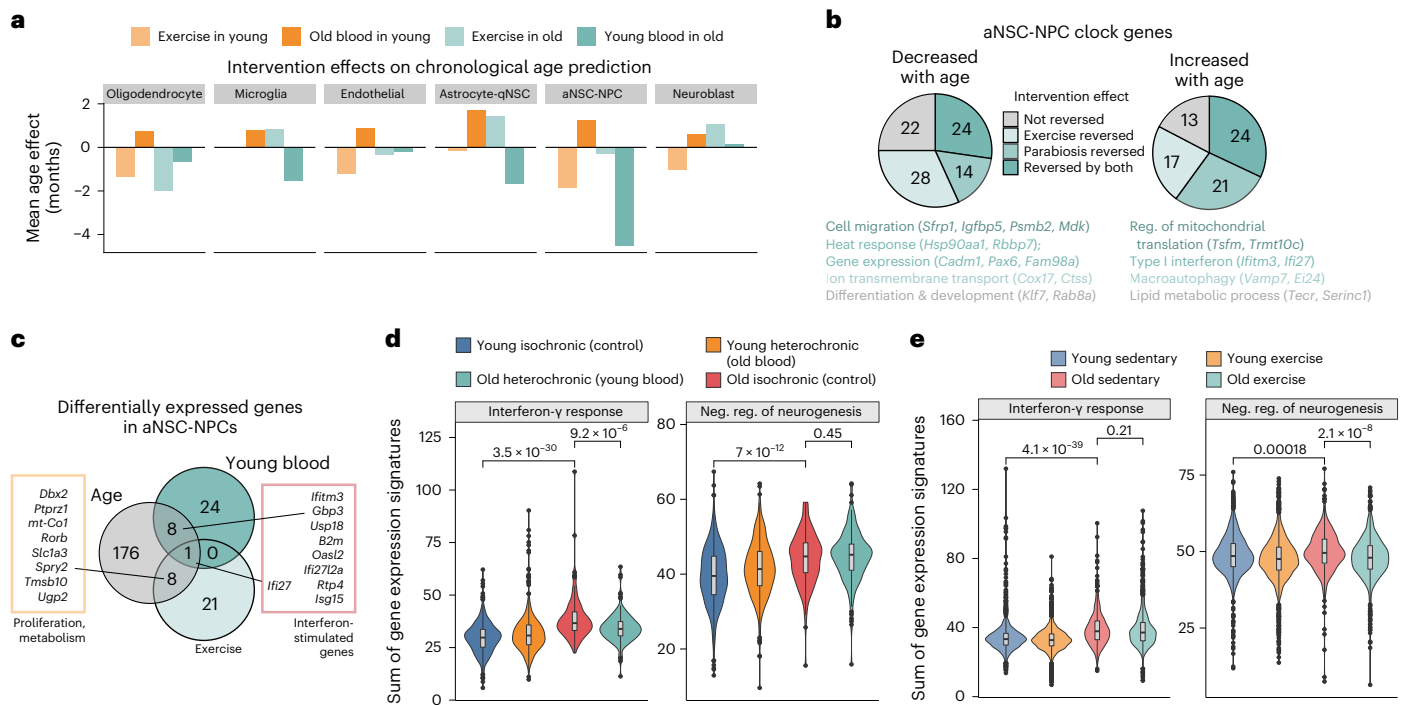 a
Exercise in young
Old blood in young
Exercise in old
Young blood in old
Intervention effects on chronological age prediction
Oligodendrocyte
Microglia
Endothelial
Astrocyte-qNSC
aNSC-NPC
Neuroblast
Mean age effect
(months)
2
0
−2
−4
b
aNSC-NPC clock genes
Decreased
with age
Increased
with age
Intervention effect
Not reversed
Exercise reversed
Parabiosis reversed
Reversed by both
22
24
14
28
13
24
21
17
Cell migration (Sfrp1, Igfbp5, Psmb2, Mdk)
Heat response (Hsp90aa1, Rbbp7);
Gene expression (Cadm1, Pax6, Fam98a)
Ion transmembrane transport (Cox17, Ctss)
Differentiation & development (Klf7, Rab8a)
Reg. of mitochondrial
translation (Tsfm, Trmt10c)
Type I interferon (Ifitm3, Ifi27)
Macroautophagy (Vamp7, Ei24)
Lipid metabolic process (Tecr, Serinc1)
c
Differentially expressed genes
in aNSC-NPCs
Young blood
Age
Exercise
24
8
176
1
0
8
21
Dbx2
Ptprz1
mt-Co1
Rorb
Slc1a3
Spry2
Tmsb10
Ugp2
Proliferation,
metabolism
Ifitm3
Gbp3
Usp18
B2m
Oasl2
Ifi27l2a
Rtp4
Isg15
Ifi27
Interferon-
stimulated
genes
d
Young isochronic (control)
Young heterochronic
(old blood)
Old heterochronic (young blood)
Old isochronic (control)
Sum of gene expression signatures
Interferon-γ response
9.2 × 10−6
3.5 × 10−30
125
100
75
50
25
0
Neg. reg. of neurogenesis
0.45
7 × 10−12
80
60
40
20
e
Young sedentary
Young exercise
Old sedentary
Old exercise
Sum of gene expression signatures
Interferon-γ response
0.21
4.1 × 10−39
160
120
80
40
0
Neg. reg. of neurogenesis
2.1 × 10−8
0.00018
75
50
25